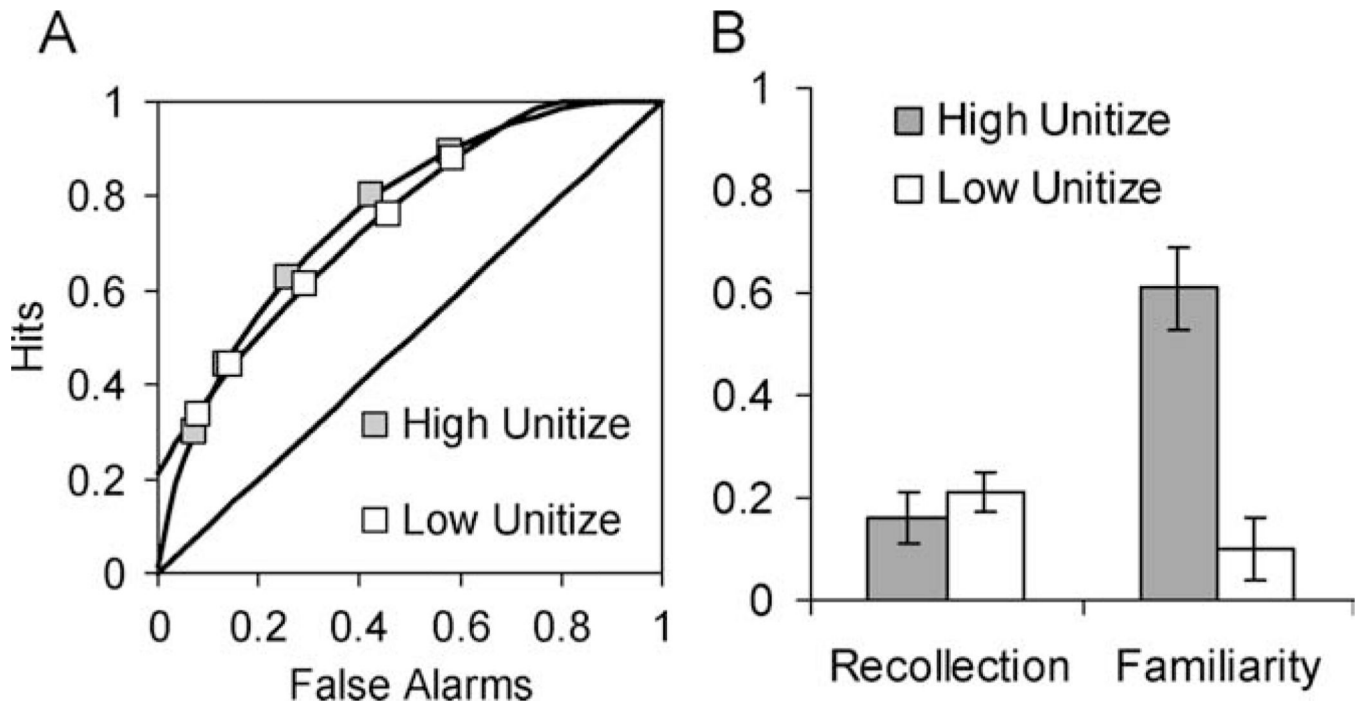 A
1
0.8
0.6
0.4
0.2
0
Hits
High Unitize
Low Unitize
0 0.2 0.4 0.6 0.8 1
False Alarms
B
1
0.8
0.6
0.4
0.2
0
High Unitize
Low Unitize
Recollection Familiarity